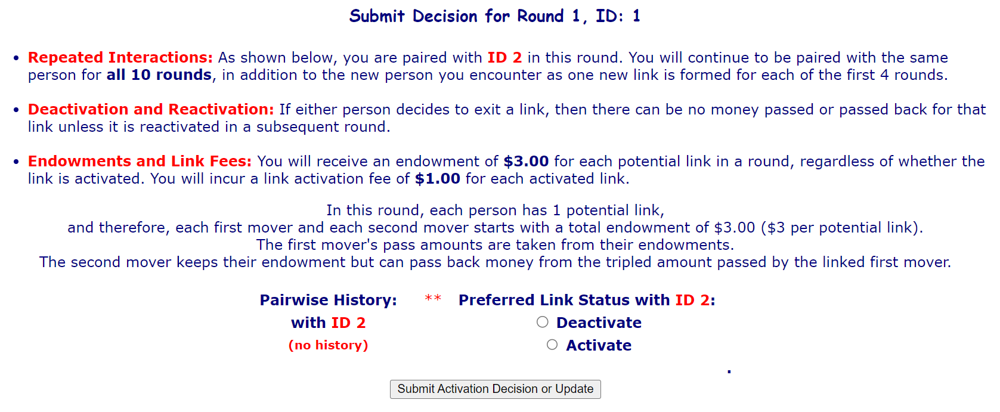 Submit Decision for Round 1, ID: 1
• Repeated Interactions: As shown below, you are paired with ID 2 in this round. You will continue to be paired with the same
person for all 10 rounds, in addition to the new person you encounter as one new link is formed for each of the first 4 rounds.
• Deactivation and Reactivation: If either person decides to exit a link, then there can be no money passed or passed back for that
link unless it is reactivated in a subsequent round.
• Endowments and Link Fees: You will receive an endowment of $3.00 for each potential link in a round, regardless of whether the
link is activated. You will incur a link activation fee of $1.00 for each activated link.
In this round, each person has 1 potential link,
and therefore, each first mover and each second mover starts with a total endowment of $3.00 ($3 per potential link).
The first mover's pass amounts are taken from their endowments.
The second mover keeps their endowment but can pass back money from the tripled amount passed by the linked first mover.
Pairwise History: ** Preferred Link Status with ID 2:
with ID 2 Deactivate
(no history) Activate
.
Submit Activation Decision or Update